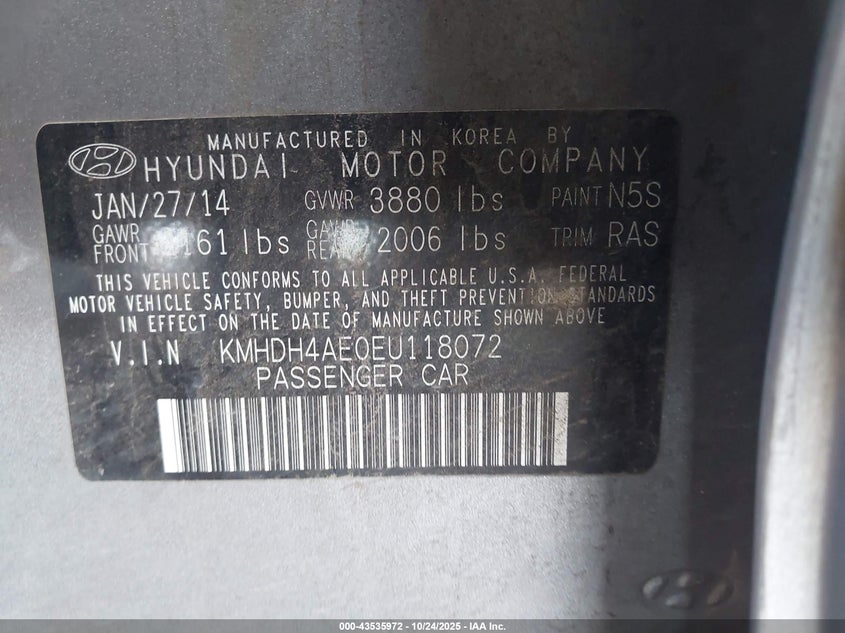 MANUFACTURED IN KOREA BY
HYUNDAI MOTOR COMPANY
JAN/27/14 GVWR 3880 lbs PAINT N5S
GAWR FRONT 161 lbs GAWR REAR 2006 lbs TRIM RAS
THIS VEHICLE CONFORMS TO ALL APPLICABLE U.S.A. FEDERAL
MOTOR VEHICLE SAFETY, BUMPER, AND THEFT PREVENTION STANDARDS
IN EFFECT ON THE DATE OF MANUFACTURE SHOWN ABOVE
V.I.N KMHDH4AE0EU118072
PASSENGER CAR
000-43535972 - 10/24/2025 - IAA Inc.